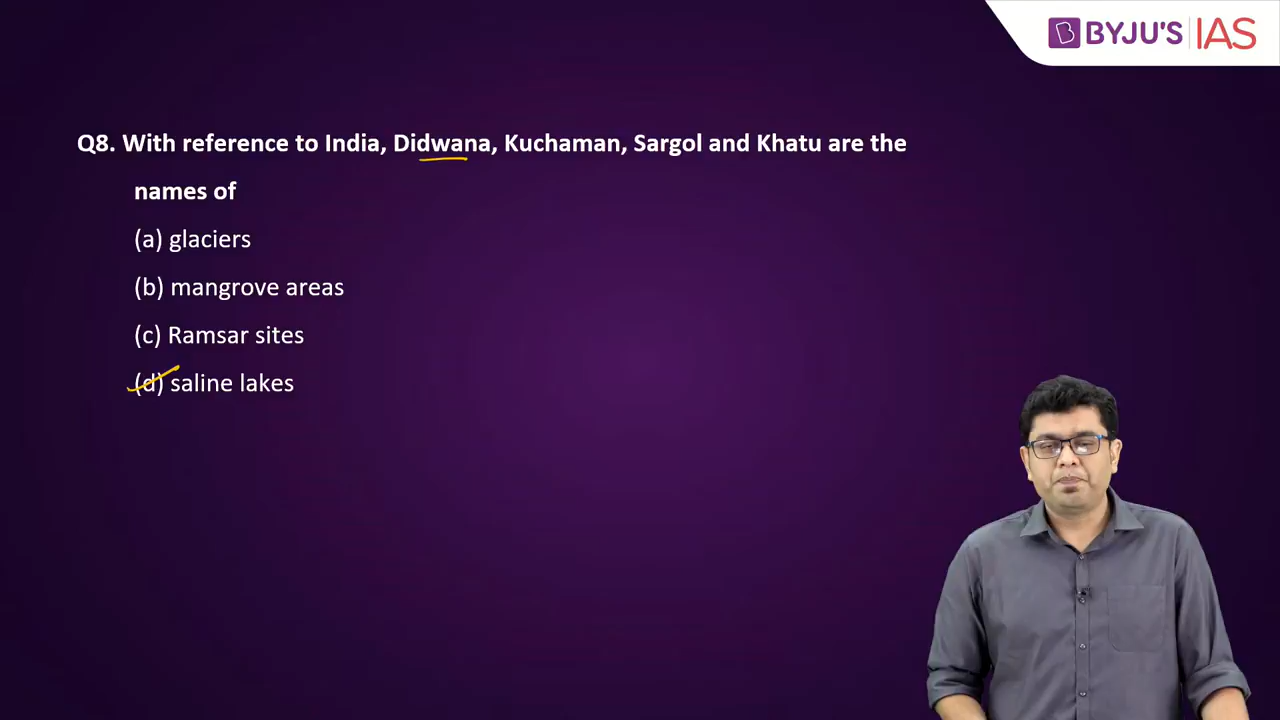 BYJU'S IAS
Q8. With reference to India, Didwana, Kuchaman, Sargol and Khatu are the
names of
(a) glaciers
(b) mangrove areas
(c) Ramsar sites
(d) saline lakes